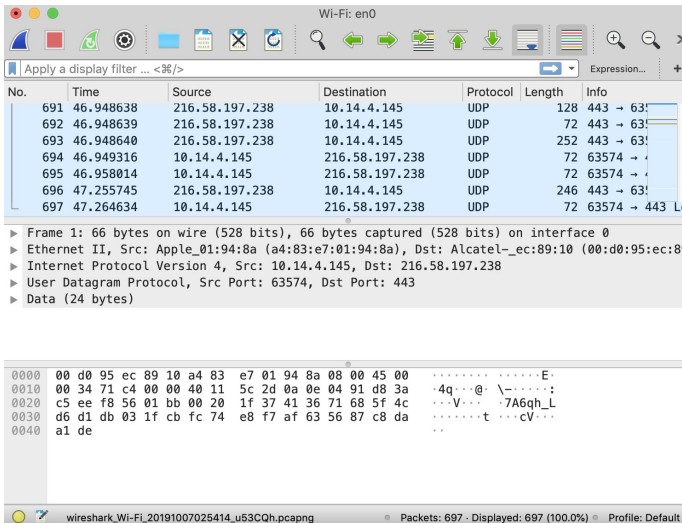 Wi-Fi: en0
Apply a display filter ... <⌘/>
Expression... +
No. Time Source Destination Protocol Length Info
691 46.948638 216.58.197.238 10.14.4.145 UDP 128 443 → 635
692 46.948639 216.58.197.238 10.14.4.145 UDP 72 443 → 635
693 46.948640 216.58.197.238 10.14.4.145 UDP 252 443 → 635
694 46.949316 10.14.4.145 216.58.197.238 UDP 72 63574 →
695 46.958014 10.14.4.145 216.58.197.238 UDP 72 63574 →
696 47.255745 216.58.197.238 10.14.4.145 UDP 246 443 → 635
697 47.264634 10.14.4.145 216.58.197.238 UDP 72 63574 → 443 L
Frame 1: 66 bytes on wire (528 bits), 66 bytes captured (528 bits) on interface 0
Ethernet II, Src: Apple_01:94:8a (a4:83:e7:01:94:8a), Dst: Alcatel-_ec:89:10 (00:d0:95:ec:8
Internet Protocol Version 4, Src: 10.14.4.145, Dst: 216.58.197.238
User Datagram Protocol, Src Port: 63574, Dst Port: 443
Data (24 bytes)
0000 00 d0 95 ec 89 10 a4 83 e7 01 94 8a 08 00 45 00 ········ ······E·
0010 00 34 71 c4 00 00 40 11 5c 2d 0a 0e 04 91 d8 3a ·4q···@· \-·····:
0020 c5 ee f8 56 01 bb 00 20 1f 37 41 36 71 68 5f 4c ···V··· ·7A6qh_L
0030 d6 d1 db 03 1f cb fc 74 e8 f7 af 63 56 87 c8 da ·······t ···cV···
0040 a1 de ··
wireshark_Wi-Fi_20191007025414_u53CQh.pcapng Packets: 697 · Displayed: 697 (100.0%) Profile: Default